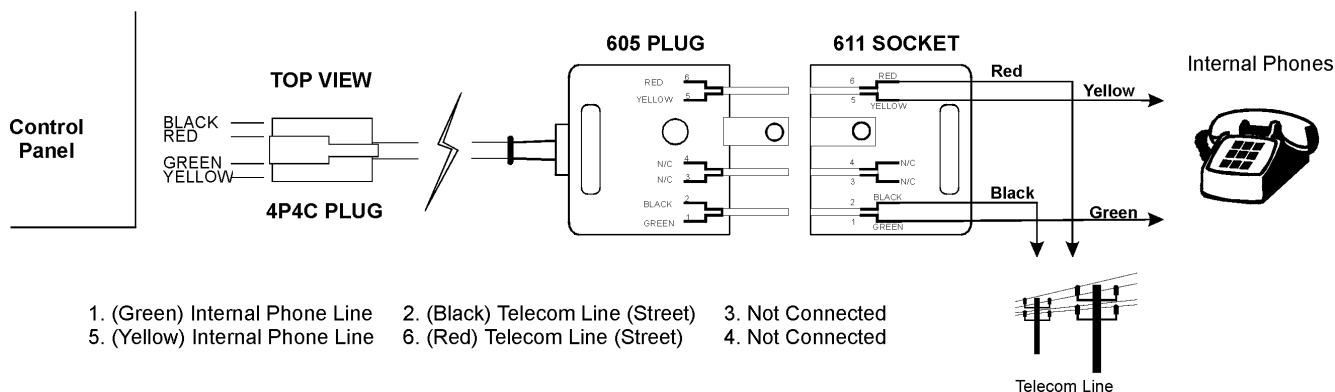 605 PLUG
611 SOCKET
TOP VIEW
Control
Panel
BLACK
RED
GREEN
YELLOW
4P4C PLUG
RED
6
YELLOW
5
N/C
4
N/C
3
BLACK
2
GREEN
1
6
RED
5
YELLOW
4
N/C
3
N/C
2
BLACK
1
GREEN
Red
Yellow
Black
Green
Internal Phones
1. (Green) Internal Phone Line 2. (Black) Telecom Line (Street) 3. Not Connected
5. (Yellow) Internal Phone Line 6. (Red) Telecom Line (Street) 4. Not Connected
Telecom Line